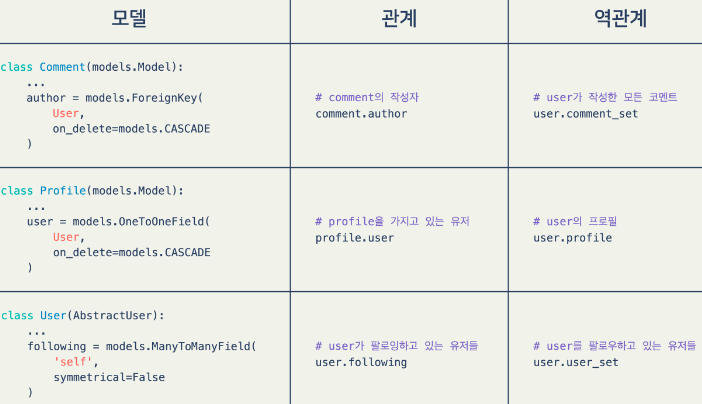 모델 관계 역관계
class Comment(models.Model):
...
author = models.ForeignKey(
User,
on_delete=models.CASCADE
)
# comment의 작성자
comment.author
# user가 작성한 모든 코멘트
user.comment_set
class Profile(models.Model):
...
user = models.OneToOneField(
User,
on_delete=models.CASCADE
)
# profile을 가지고 있는 유저
profile.user
# user의 프로필
user.profile
class User(AbstractUser):
...
following = models.ManyToManyField(
'self',
symmetrical=False
)
# user가 팔로잉하고 있는 유저들
user.following
# user를 팔로우하고 있는 유저들
user.user_set